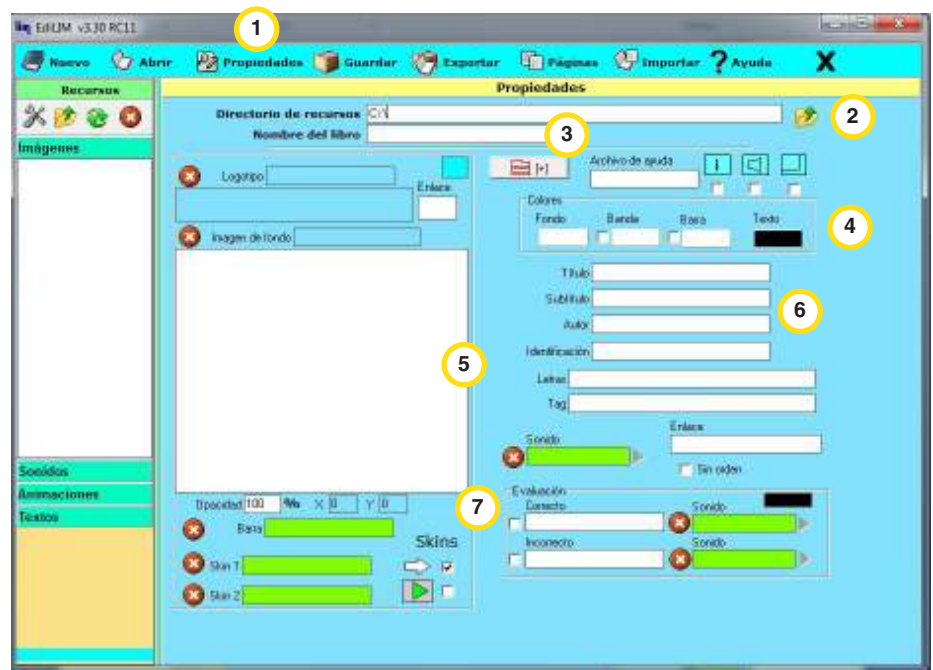 EdiLIM v3.30 RC11
1
Nuevo Abrir Propiedades Guardar Exportar Páginas Importar ? Ayuda X
Recursos
Propiedades
Directorio de recursos C:\
2
Nombre del libro
3
Imágenes
Logotipo
Enlace
[+]
Archivo de ayuda
i
Colores
Fondo Banda Barra Texto
4
Imagen de fondo
Título
Subtítulo
6
Autor
5
Identificación
Letras
Tag
Enlace
Sonido
Sin orden
Sonidos
Animaciones
Textos
Opacidad 100 % X 0 Y 0
7
Evaluación
Correcto Sonido
Barra
Skins
Incorrecto Sonido
Skin 1
Skin 2